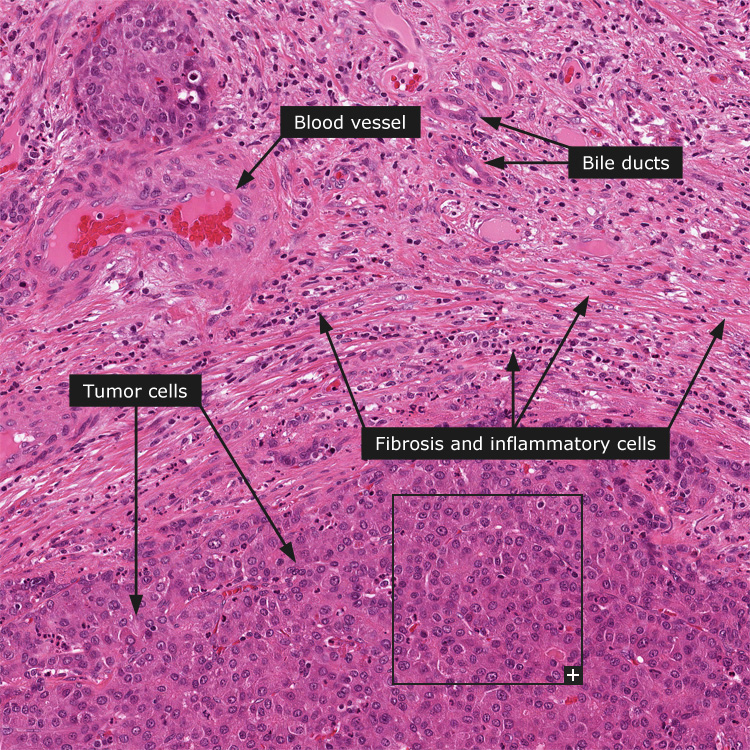 Blood vessel
Bile ducts
Tumor cells
Fibrosis and inflammatory cells
+